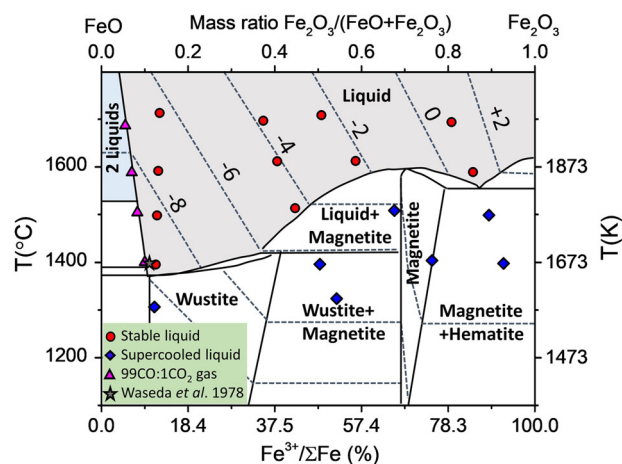 FeO Mass ratio Fe₂O₃/(FeO+Fe₂O₃) Fe₂O₃
0.0 0.2 0.4 0.6 0.8 1.0
Liquid
2 Liquids
-8
-6
-4
-2
0
+2
Liquid+
Magnetite
Magnetite
Wustite
Wustite+
Magnetite
Magnetite
+Hematite
Stable liquid
Supercooled liquid
99CO:1CO₂ gas
Waseda et al. 1978
T(°C)
1600
1400
1200
T(K)
1873
1673
1473
0.0 18.4 37.5 57.4 78.3 100.0
Fe³⁺/ΣFe (%)